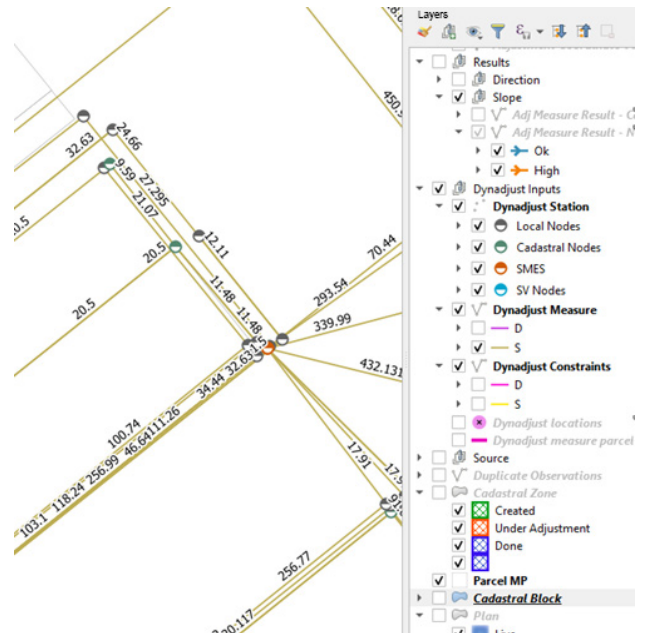 32.63
24.66
9.59
27.295
21.07
12.11
20.5
20.5
11.48
11.48
450.9
70.44
293.54
339.99
432.131
32.63
1.5
34.44
111.26
46.64
100.74
256.99
118.24
103.1
17.91
256.77
Layers
Results
Direction
Slope
Adj Measure Result - C
Adj Measure Result - N
Ok
High
Dynadjust Inputs
Dynadjust Station
Local Nodes
Cadastral Nodes
SMES
SV Nodes
Dynadjust Measure
D
S
Dynadjust Constraints
D
S
Dynadjust locations
Dynadjust measure parcel
Source
Duplicate Observations
Cadastral Zone
Created
Under Adjustment
Done
Parcel MP
Cadastral Block
Plan